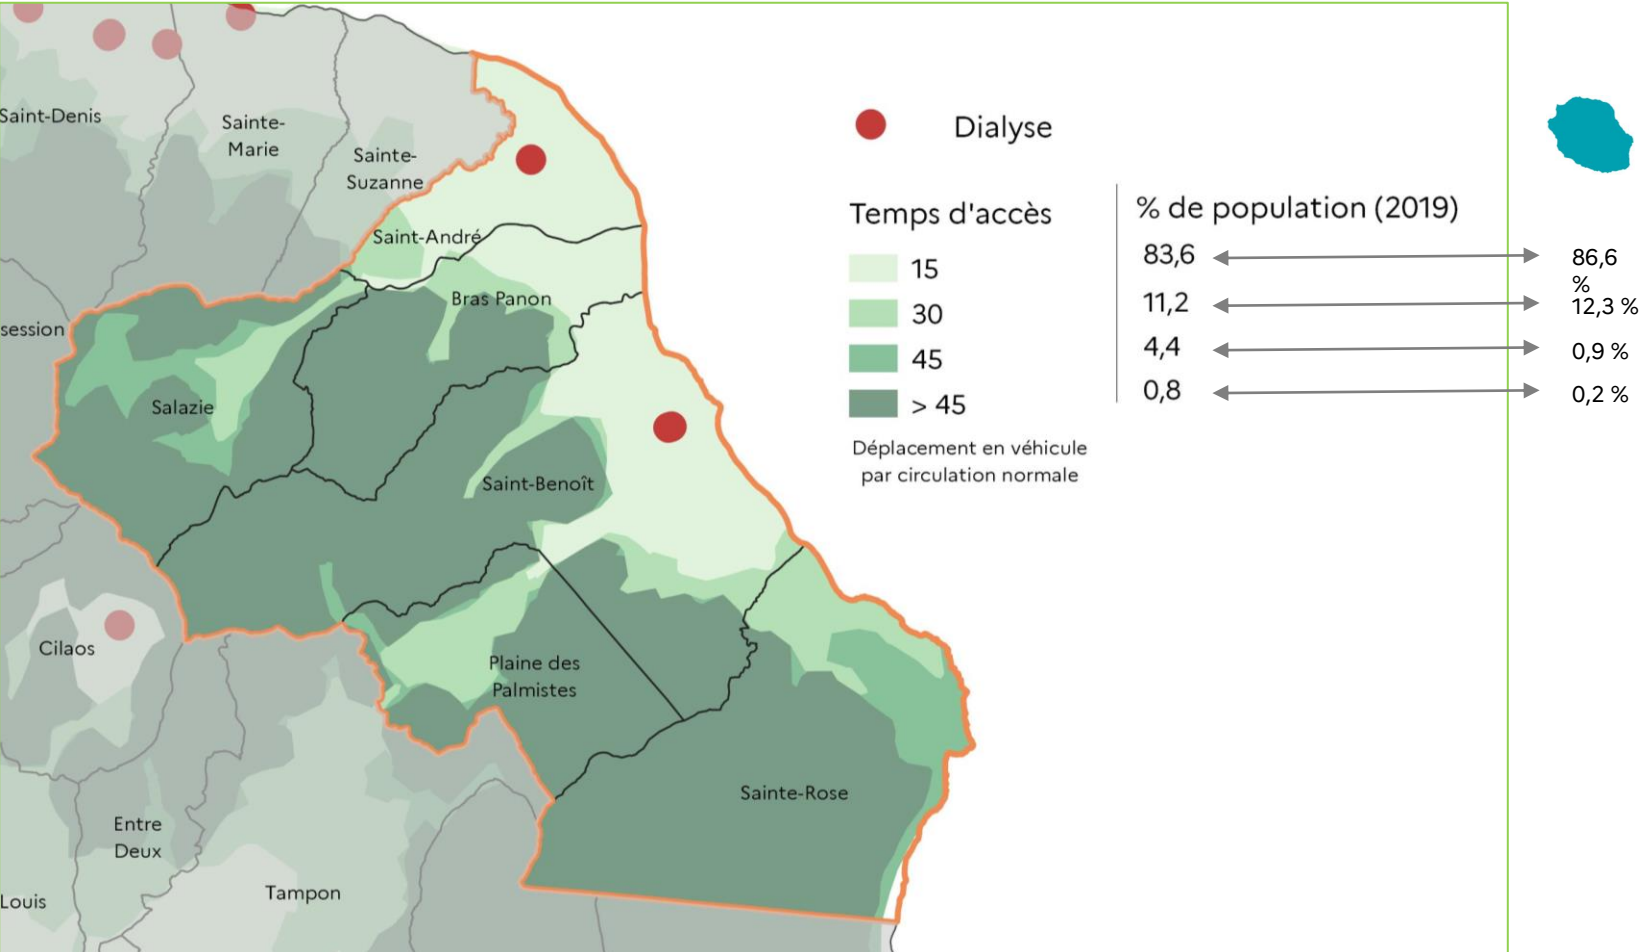 Saint-Denis
Sainte-
Marie
Sainte-
Suzanne
Saint-André
Bras Panon
session
Salazie
Saint-Benoît
Cilaos
Plaine des
Palmistes
Sainte-Rose
Entre
Deux
Tampon
Louis
Dialyse
Temps d'accès
15
30
45
> 45
Déplacement en véhicule
par circulation normale
% de population (2019)
83,6
11,2
4,4
0,8
86,6
%
12,3 %
0,9 %
0,2 %